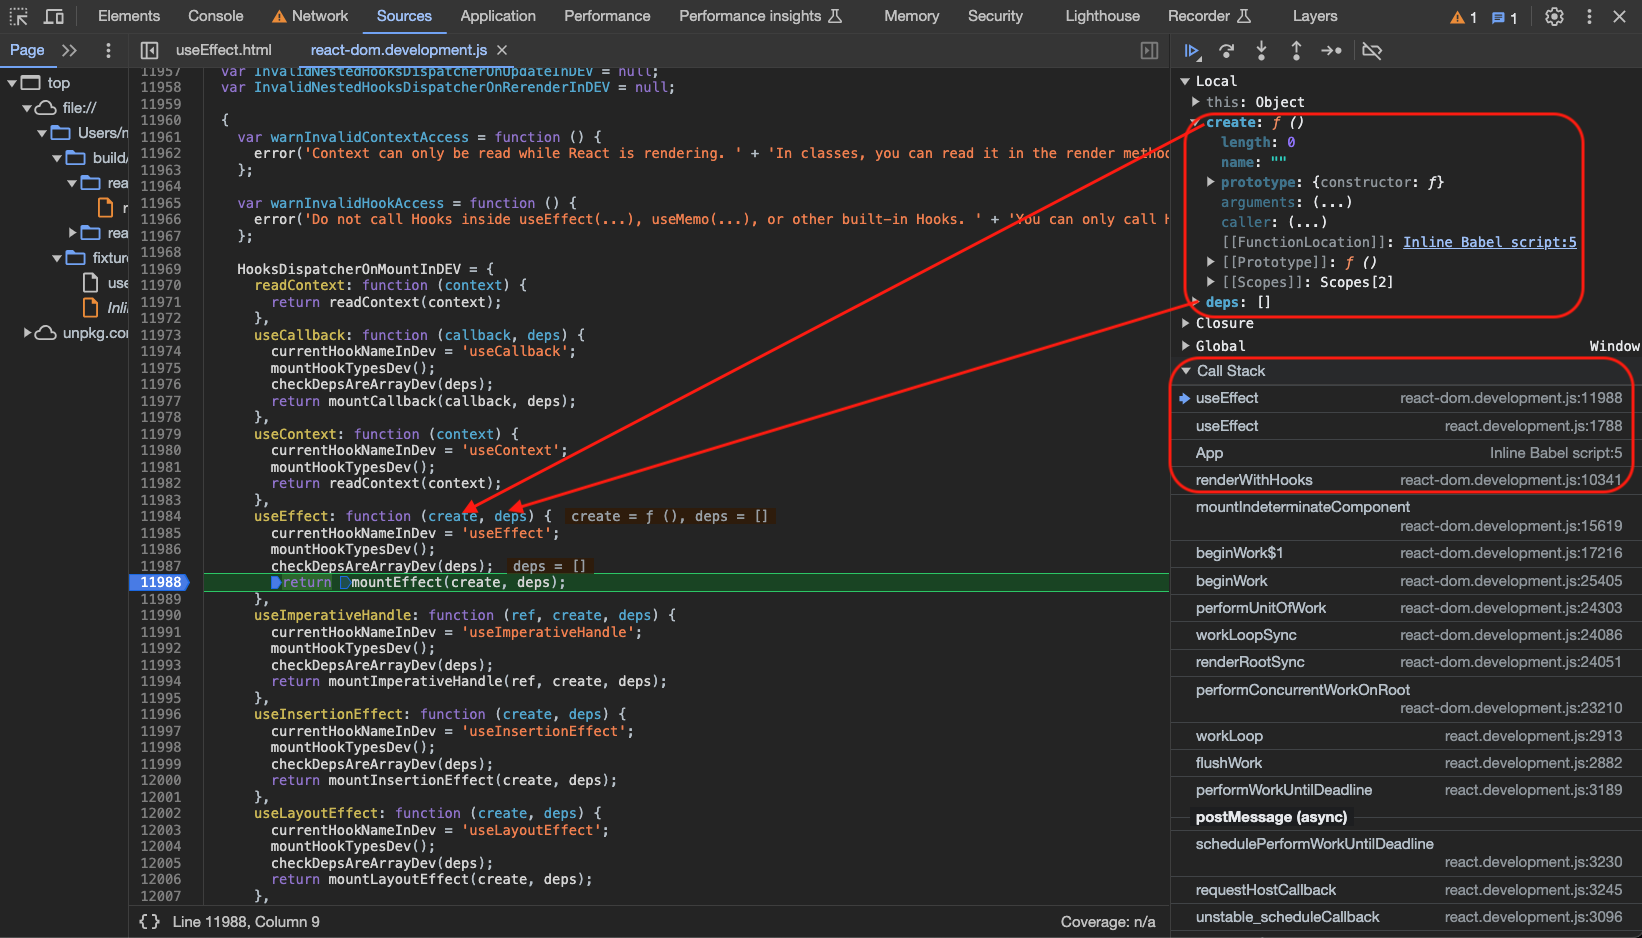 Elements Console Network Sources Application Performance Performance insights Memory Security Lighthouse Recorder Layers 1 1
Page useEffect.html react-dom.development.js
top
file://
Users/
build/
rea
rea
fixture
use
Inli
unpkg.co
11957 var InvalidNestedHooksDispatcherOnUpdateInDEV = null;
11958 var InvalidNestedHooksDispatcherOnRerenderInDEV = null;
11959
11960 {
11961 var warnInvalidContextAccess = function () {
11962 error('Context can only be read while React is rendering. ' + 'In classes, you can read it in the render metho
11963 };
11964
11965 var warnInvalidHookAccess = function () {
11966 error('Do not call Hooks inside useEffect(...), useMemo(...), or other built-in Hooks. ' + 'You can only call H
11967 };
11968
11969 HooksDispatcherOnMountInDEV = {
11970 readContext: function (context) {
11971 return readContext(context);
11972 },
11973 useCallback: function (callback, deps) {
11974 currentHookNameInDev = 'useCallback';
11975 mountHookTypesDev();
11976 checkDepsAreArrayDev(deps);
11977 return mountCallback(callback, deps);
11978 },
11979 useContext: function (context) {
11980 currentHookNameInDev = 'useContext';
11981 mountHookTypesDev();
11982 return readContext(context);
11983 },
11984 useEffect: function (create, deps) { create = ƒ (), deps = []
11985 currentHookNameInDev = 'useEffect';
11986 mountHookTypesDev();
11987 checkDepsAreArrayDev(deps); deps = []
11988 return mountEffect(create, deps);
11989 },
11990 useImperativeHandle: function (ref, create, deps) {
11991 currentHookNameInDev = 'useImperativeHandle';
11992 mountHookTypesDev();
11993 checkDepsAreArrayDev(deps);
11994 return mountImperativeHandle(ref, create, deps);
11995 },
11996 useInsertionEffect: function (create, deps) {
11997 currentHookNameInDev = 'useInsertionEffect';
11998 mountHookTypesDev();
11999 checkDepsAreArrayDev(deps);
12000 return mountInsertionEffect(create, deps);
12001 },
12002 useLayoutEffect: function (create, deps) {
12003 currentHookNameInDev = 'useLayoutEffect';
12004 mountHookTypesDev();
12005 checkDepsAreArrayDev(deps);
12006 return mountLayoutEffect(create, deps);
12007 },
{ } Line 11988, Column 9 Coverage: n/a
Local
this: Object
create: ƒ ()
length: 0
name: ""
prototype: {constructor: ƒ}
arguments: (...)
caller: (...)
[[FunctionLocation]]: Inline Babel script:5
[[Prototype]]: ƒ ()
[[Scopes]]: Scopes[2]
deps: []
Closure
Global Window
Call Stack
useEffect react-dom.development.js:11988
useEffect react.development.js:1788
App Inline Babel script:5
renderWithHooks react-dom.development.js:10341
mountIndeterminateComponent
react-dom.development.js:15619
beginWork$1 react-dom.development.js:17216
beginWork react-dom.development.js:25405
performUnitOfWork react-dom.development.js:24303
workLoopSync react-dom.development.js:24086
renderRootSync react-dom.development.js:24051
performConcurrentWorkOnRoot
react-dom.development.js:23210
workLoop react.development.js:2913
flushWork react.development.js:2882
performWorkUntilDeadline react.development.js:3189
postMessage (async)
schedulePerformWorkUntilDeadline
react.development.js:3230
requestHostCallback react.development.js:3245
unstable_scheduleCallback react.development.js:3096